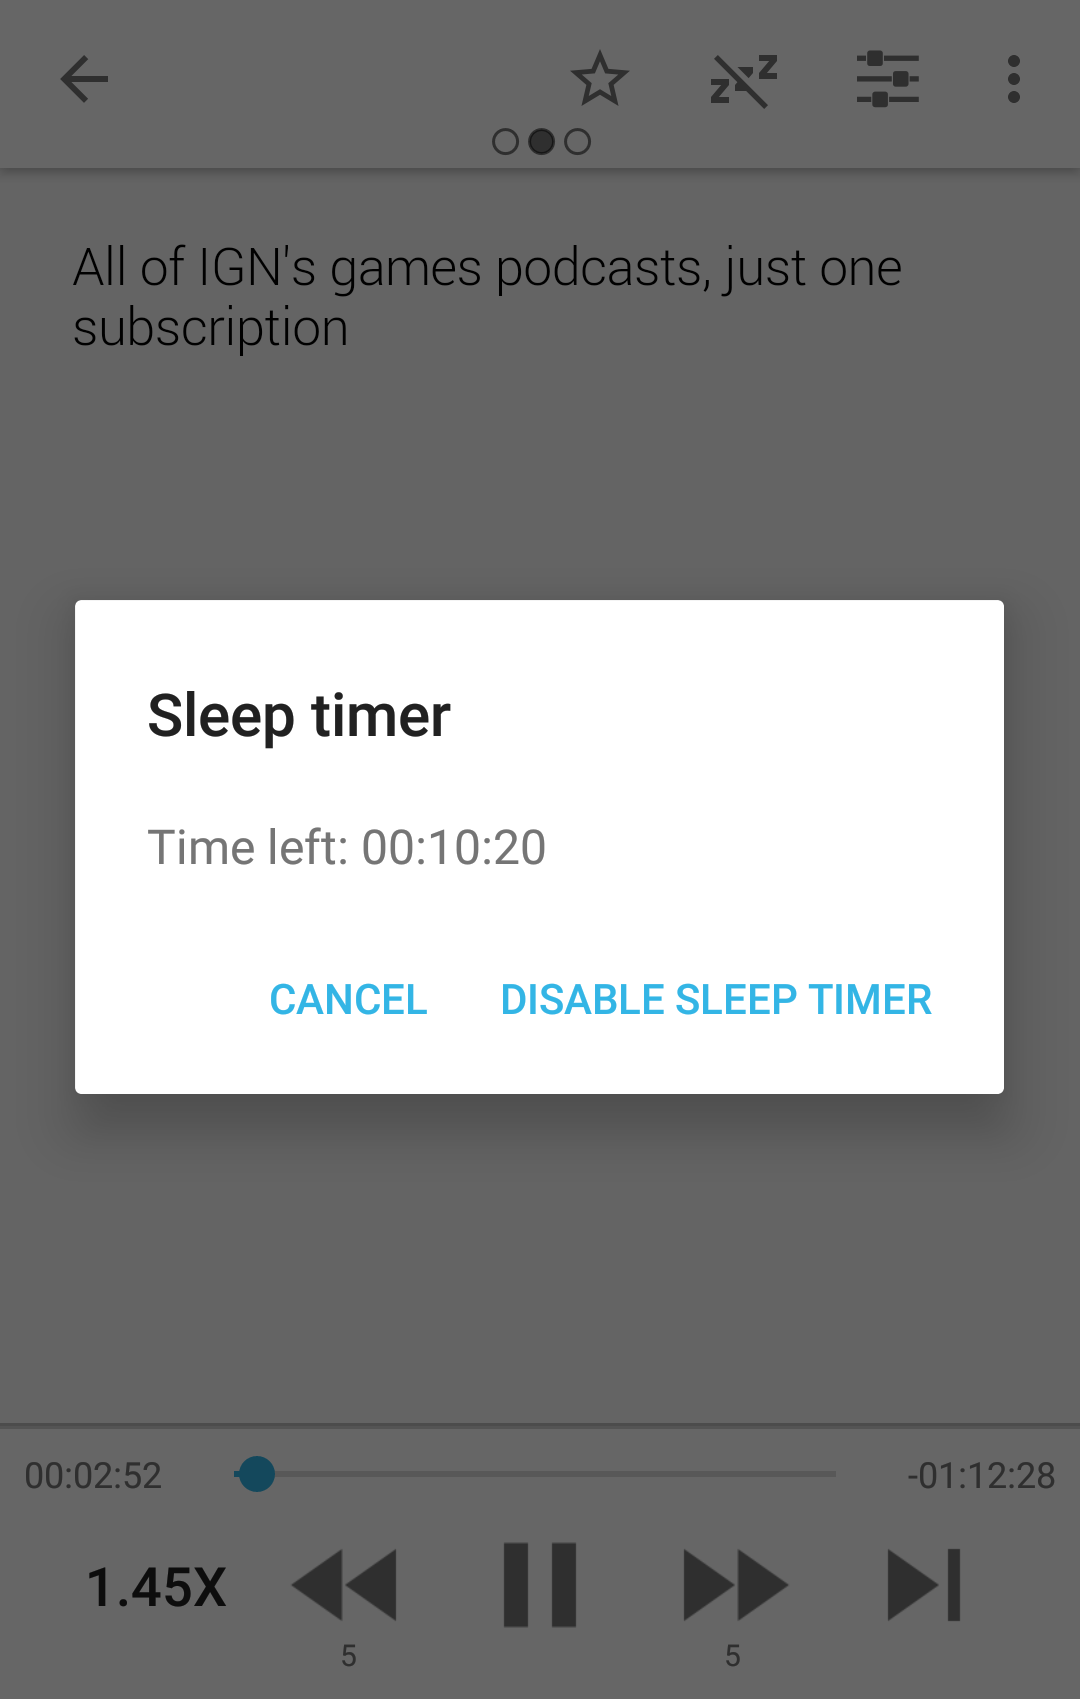 All of IGN's games podcasts, just one
subscription
Sleep timer
Time left: 00:10:20
CANCEL DISABLE SLEEP TIMER
00:02:52 -01:12:28
1.45X
5 5